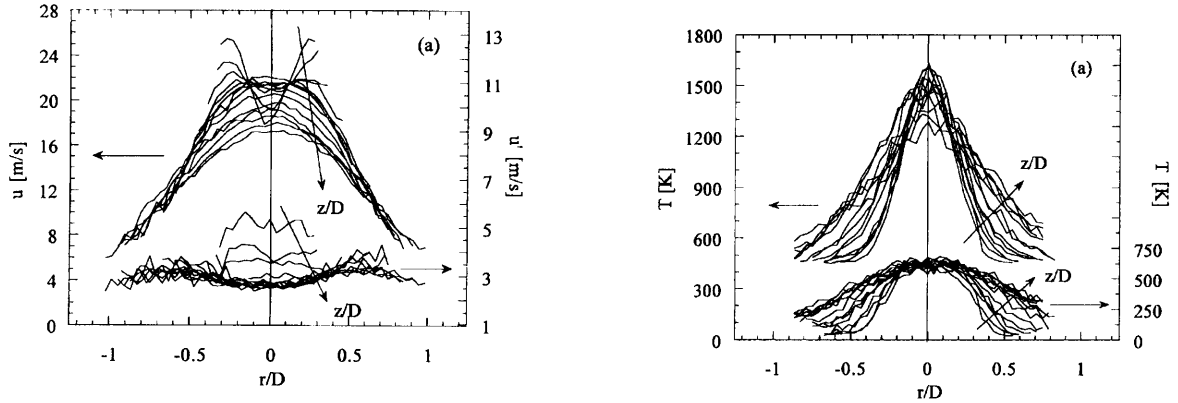 28
24
20
16
12
8
4
0
u [m/s]
(a)
z/D
z/D
13
11
9
7
5
3
1
u' [m/s]
-1 -0.5 0 0.5 1
r/D
1800
1500
1200
900
600
300
0
T [K]
(a)
z/D
z/D
750
500
250
0
T [K]
-1 -0.5 0 0.5 1
r/D